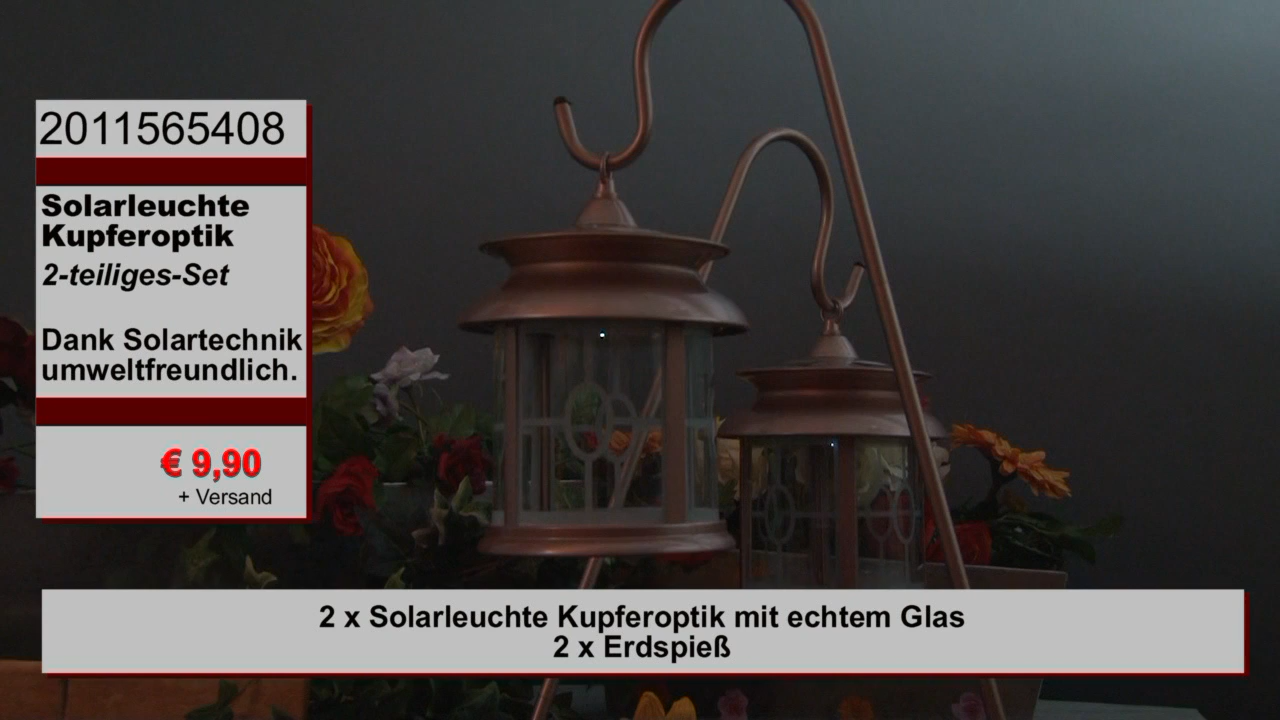 2011565408
Solarleuchte
Kupferoptik
2-teiliges-Set
Dank Solartechnik
umweltfreundlich.
€ 9,90
+ Versand
2 x Solarleuchte Kupferoptik mit echtem Glas
2 x Erdspieß